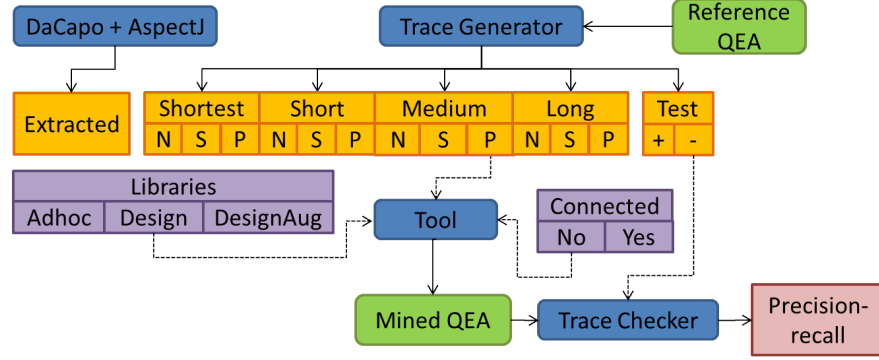 DaCapo + AspectJ
Trace Generator
Reference
QEA
Extracted
Shortest Short Medium Long
N S P N S P N S P N S P
Test
+ -
Libraries
Adhoc Design DesignAug
Tool
Connected
No Yes
Mined QEA
Trace Checker
Precision-
recall